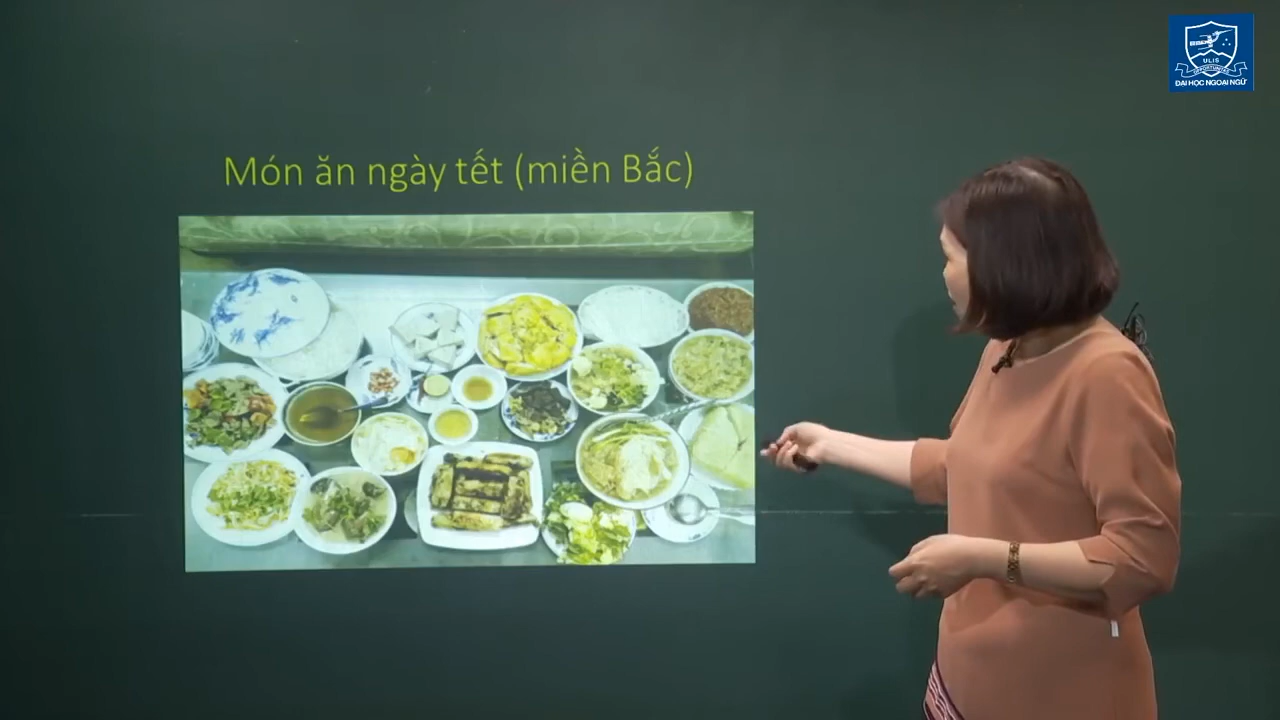 Món ăn ngày tết (miền Bắc)
ULIS
ĐẠI HỌC NGOẠI NGỮ